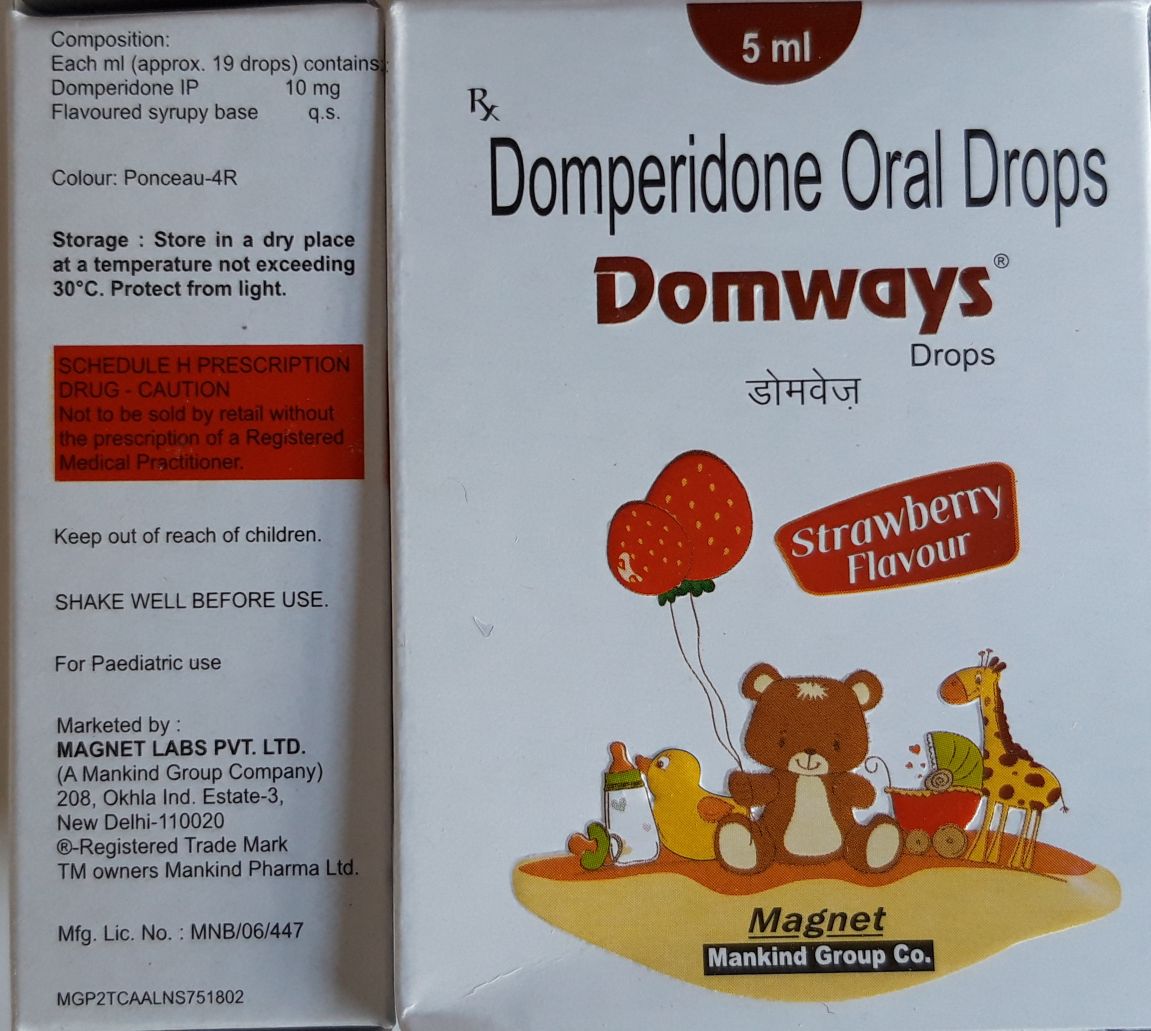 Composition:
Each ml (approx. 19 drops) contains:
Domperidone IP 10 mg
Flavoured syrupy base q.s.
Colour: Ponceau-4R
Storage : Store in a dry place
at a temperature not exceeding
30°C. Protect from light.
SCHEDULE H PRESCRIPTION
DRUG - CAUTION
Not to be sold by retail without
the prescription of a Registered
Medical Practitioner.
Keep out of reach of children.
SHAKE WELL BEFORE USE.
For Paediatric use
Marketed by :
MAGNET LABS PVT. LTD.
(A Mankind Group Company)
208, Okhla Ind. Estate-3,
New Delhi-110020
®-Registered Trade Mark
TM owners Mankind Pharma Ltd.
Mfg. Lic. No. : MNB/06/447
MGP2TCAALNS751802
5 ml
Rx
Domperidone Oral Drops
Domways®
Drops
डोमवेज़
Strawberry
Flavour
Magnet
Mankind Group Co.